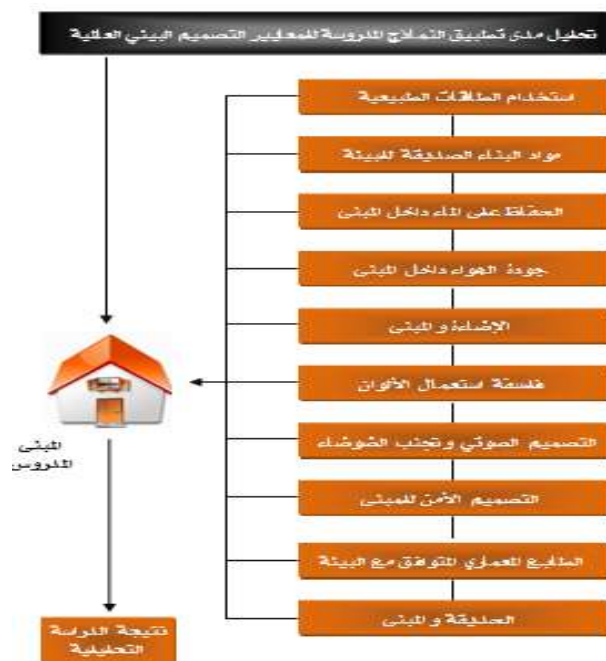 تحليل مدى تطبيق النماذج المدروسة للمعايير التصميم البيئي العالمية
استخدام الطاقات الطبيعية
مواد البناء الصديقة للبيئة
الحفاظ على الماء داخل المبنى
جودة الهواء داخل المبنى
الإضاءة و المبنى
فلسفة استعمال الألوان
التصميم الصوتي و تجنب الضوضاء
التصميم الأمن للمبنى
الطابع المعماري المتوافق مع البيئة
الحديقة و المبنى
المبنى
المدروس
نتيجة الدراسة
التحليلية